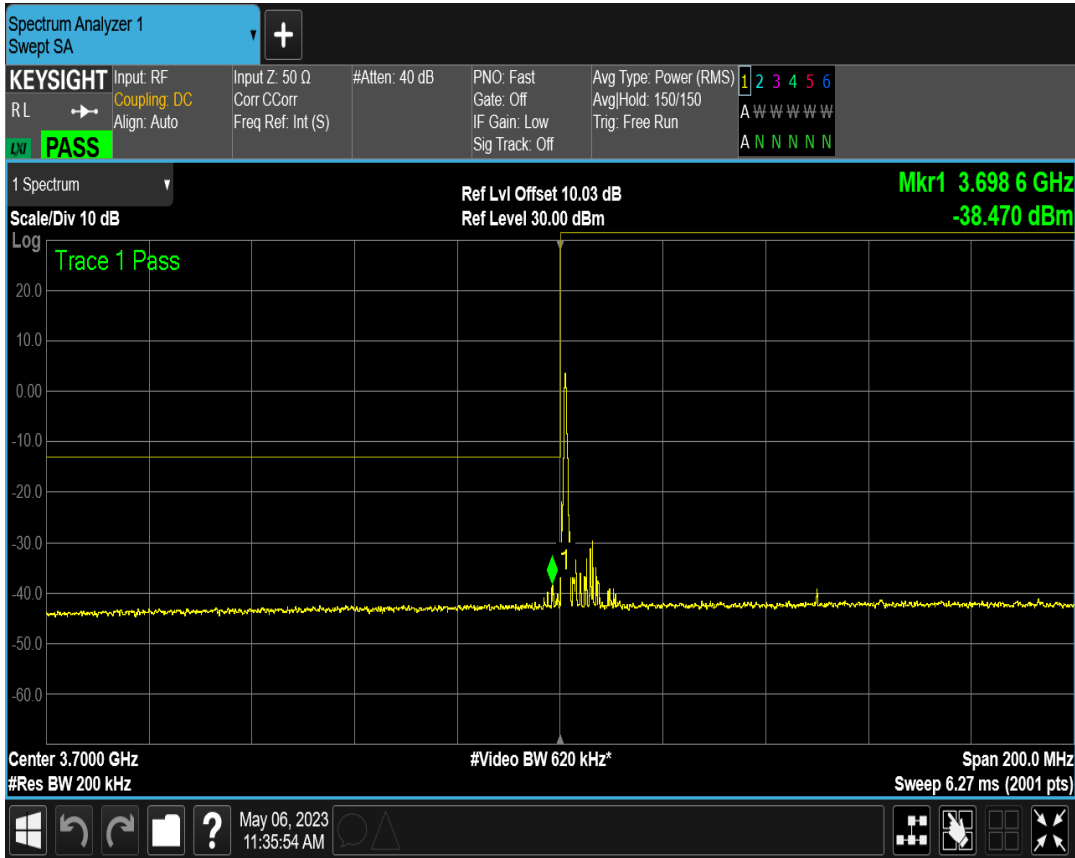 Spectrum Analyzer 1
Swept SA
+
KEYSIGHT
R L
LXI PASS
Input: RF
Coupling: DC
Align: Auto
Input Z: 50 Ω
Corr CCorr
Freq Ref: Int (S)
#Atten: 40 dB
PNO: Fast
Gate: Off
IF Gain: Low
Sig Track: Off
Avg Type: Power (RMS)
Avg|Hold: 150/150
Trig: Free Run
1 2 3 4 5 6
A W W W W W
A N N N N N
1 Spectrum
Scale/Div 10 dB
Ref Lvl Offset 10.03 dB
Ref Level 30.00 dBm
Mkr1 3.698 6 GHz
-38.470 dBm
Log
Trace 1 Pass
20.0
10.0
0.00
-10.0
-20.0
-30.0
1
-40.0
-50.0
-60.0
Center 3.7000 GHz
#Res BW 200 kHz
#Video BW 620 kHz*
Span 200.0 MHz
Sweep 6.27 ms (2001 pts)
?
May 06, 2023
11:35:54 AM